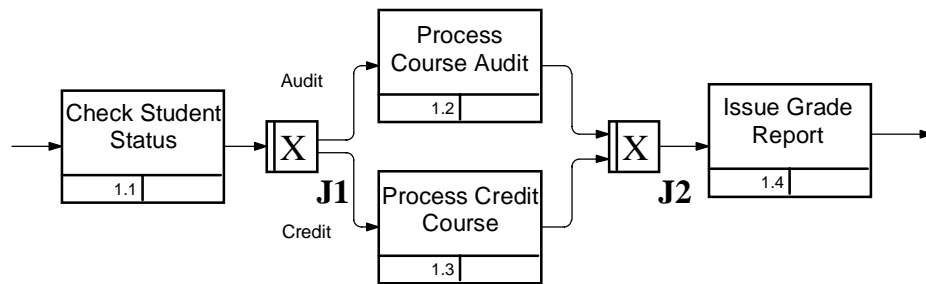 Process
Course Audit
1.2
Audit
Check Student
Status
1.1
X
J1
X
J2
Issue Grade
Report
1.4
Credit
Process Credit
Course
1.3